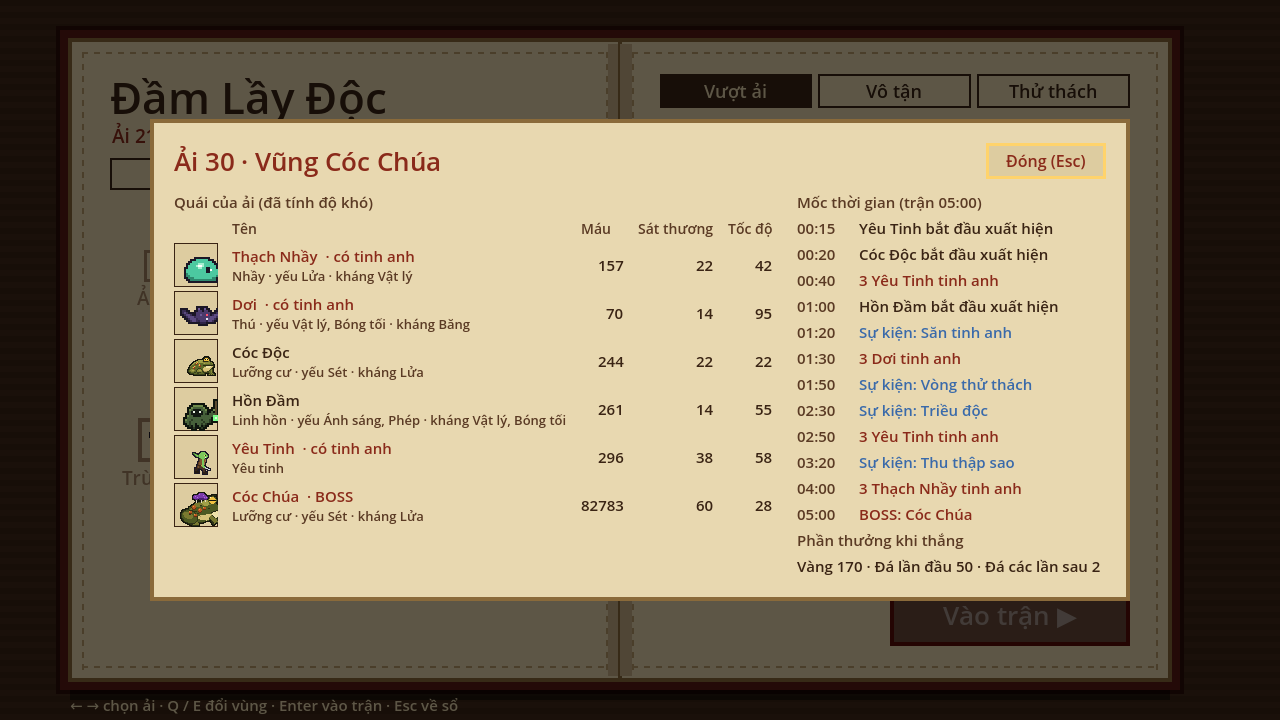 Đầm Lầy Độc
Ải 21
Vượt ải
Vô tận
Thử thách
Ải 30 · Vũng Cóc Chúa
Đóng (Esc)
Quái của ải (đã tính độ khó)
Tên Máu Sát thương Tốc độ
Thạch Nhầy · có tinh anh
Nhầy · yếu Lửa · kháng Vật lý
157 22 42
Dơi · có tinh anh
Thú · yếu Vật lý, Bóng tối · kháng Băng
70 14 95
Cóc Độc
Lưỡng cư · yếu Sét · kháng Lửa
244 22 22
Hồn Đầm
Linh hồn · yếu Ánh sáng, Phép · kháng Vật lý, Bóng tối
261 14 55
Yêu Tinh · có tinh anh
Yêu tinh
296 38 58
Cóc Chúa · BOSS
Lưỡng cư · yếu Sét · kháng Lửa
82783 60 28
Mốc thời gian (trận 05:00)
00:15 Yêu Tinh bắt đầu xuất hiện
00:20 Cóc Độc bắt đầu xuất hiện
00:40 3 Yêu Tinh tinh anh
01:00 Hồn Đầm bắt đầu xuất hiện
01:20 Sự kiện: Săn tinh anh
01:30 3 Dơi tinh anh
01:50 Sự kiện: Vòng thử thách
02:30 Sự kiện: Triều độc
02:50 3 Yêu Tinh tinh anh
03:20 Sự kiện: Thu thập sao
04:00 3 Thạch Nhầy tinh anh
05:00 BOSS: Cóc Chúa
Phần thưởng khi thắng
Vàng 170 · Đá lần đầu 50 · Đá các lần sau 2
Vào trận ▶
← → chọn ải · Q / E đổi vùng · Enter vào trận · Esc về sổ